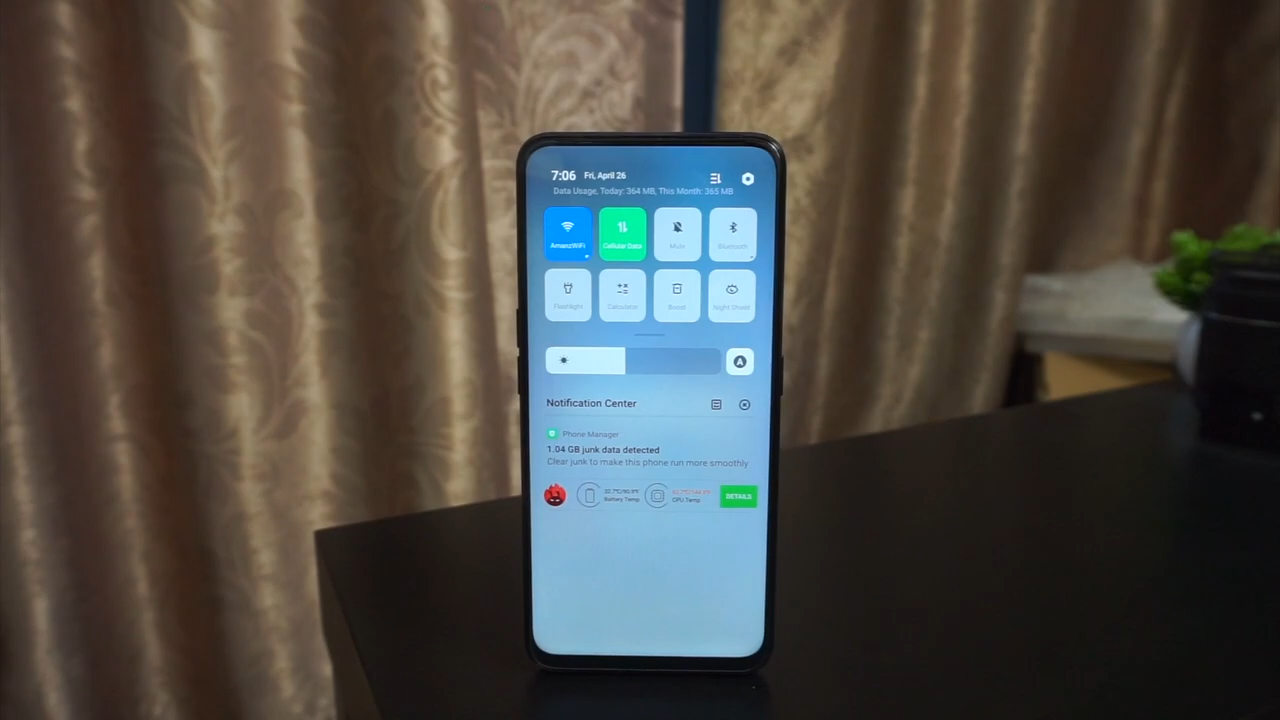 7:06 Fri, April 26
Data Usage, Today: 364 MB, This Month: 365 MB
AmanzWiFi Cellular Data Mute Bluetooth
Flashlight Calculator Boost Night Shield
A
Notification Center
Phone Manager
1.04 GB junk data detected
Clear junk to make this phone run more smoothly
Battery Temp CPU Temp
DETAILS